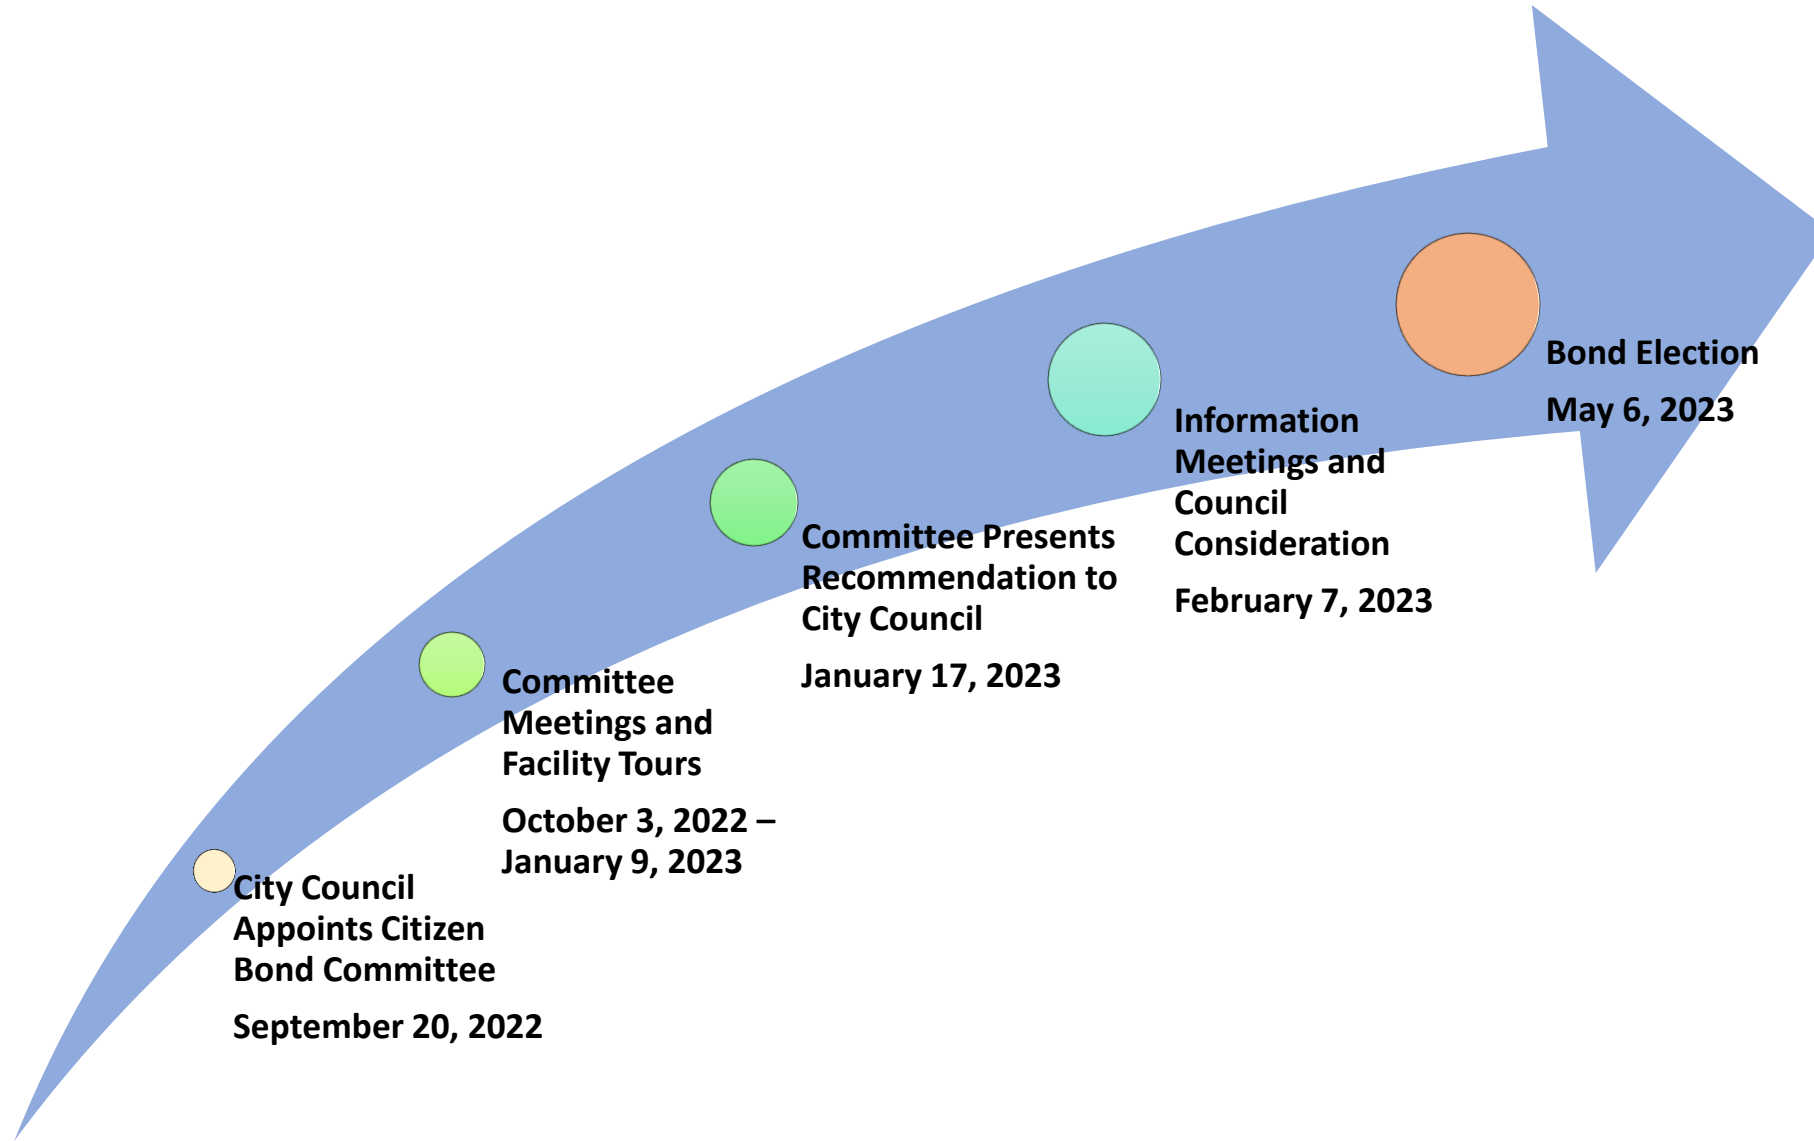 City Council
Appoints Citizen
Bond Committee
September 20, 2022
Committee
Meetings and
Facility Tours
October 3, 2022 –
January 9, 2023
Committee Presents
Recommendation to
City Council
January 17, 2023
Information
Meetings and
Council
Consideration
February 7, 2023
Bond Election
May 6, 2023